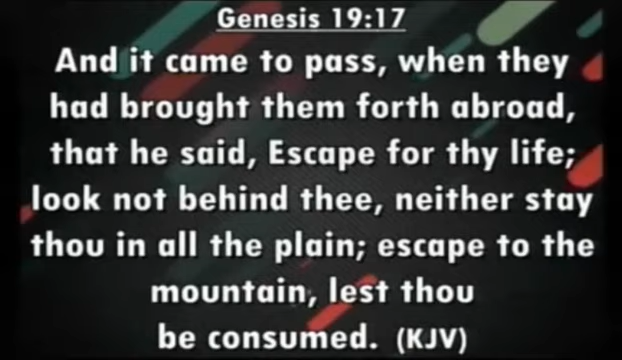 Genesis 19:17
And it came to pass, when they
had brought them forth abroad,
that he said, Escape for thy life;
look not behind thee, neither stay
thou in all the plain; escape to the
mountain, lest thou
be consumed. (KJV)